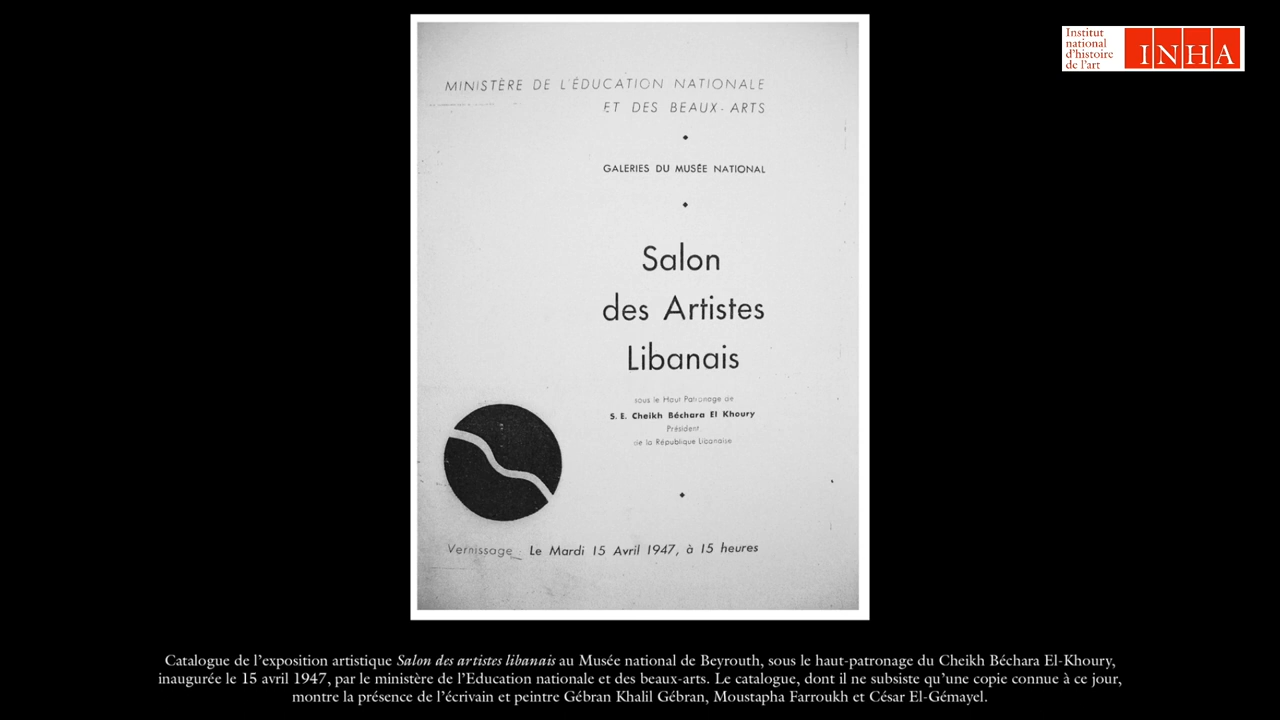 Institut
national
d'histoire
de l'art
INHA
MINISTÈRE DE L'ÉDUCATION NATIONALE
ET DES BEAUX-ARTS
GALERIES DU MUSÉE NATIONAL
Salon
des Artistes
Libanais
sous le Haut Patronage de
S. E. Cheikh Béchara El Khoury
Président
de la République Libanaise
Vernissage Le Mardi 15 Avril 1947, à 15 heures
Catalogue de l'exposition artistique Salon des artistes libanais au Musée national de Beyrouth, sous le haut-patronage du Cheikh Béchara El-Khoury,
inaugurée le 15 avril 1947, par le ministère de l'Education nationale et des beaux-arts. Le catalogue, dont il ne subsiste qu'une copie connue à ce jour,
montre la présence de l'écrivain et peintre Gébran Khalil Gébran, Moustapha Farroukh et César El-Gémayel.